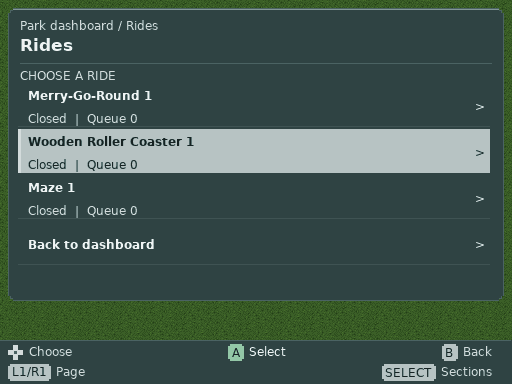 Park dashboard / Rides
Rides
CHOOSE A RIDE
Merry-Go-Round 1
>
Closed | Queue 0
Wooden Roller Coaster 1
>
Closed | Queue 0
Maze 1
>
Closed | Queue 0
Back to dashboard >
Choose A Select B Back
L1/R1 Page SELECT Sections